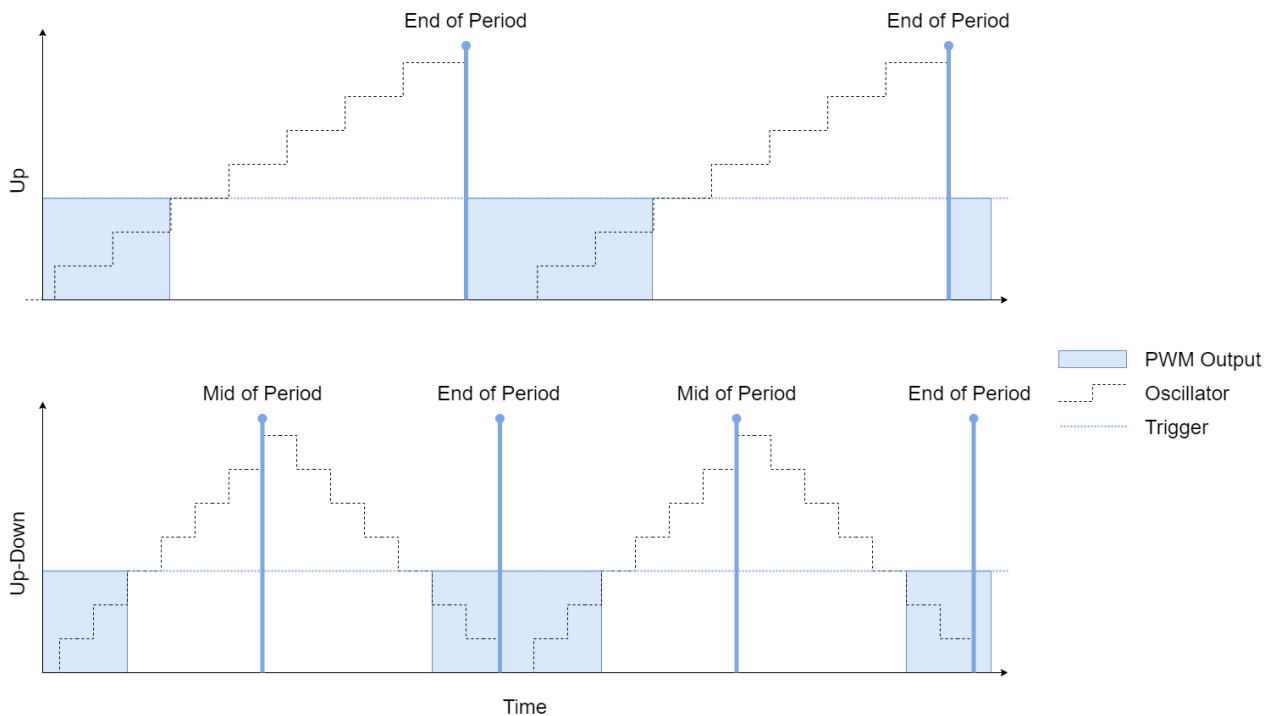 End of Period
End of Period
Up
PWM Output
Oscillator
Trigger
Mid of Period
End of Period
Mid of Period
End of Period
Up-Down
Time